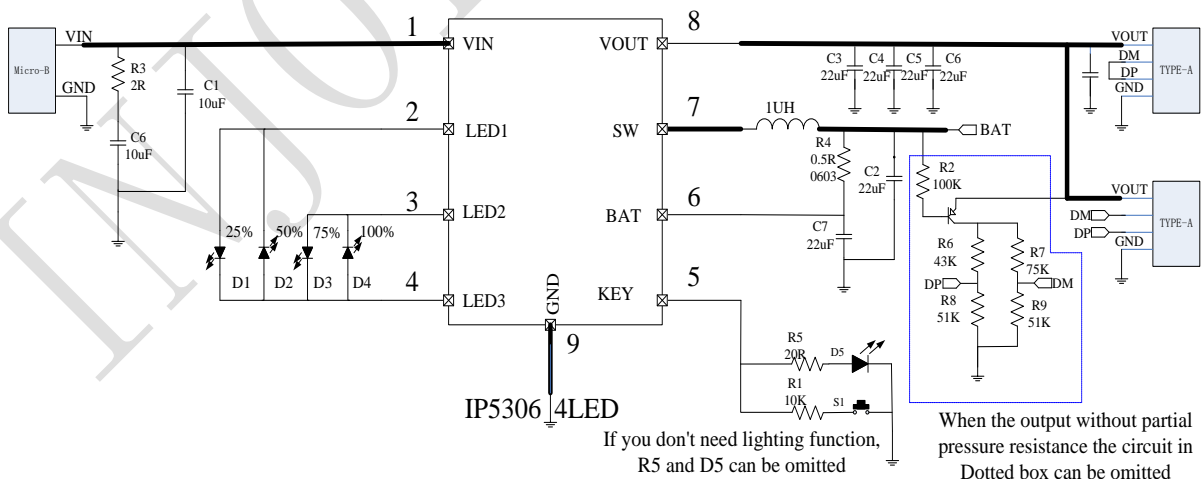 1
8
VIN
VIN
VOUT
VOUT
Micro-B
R3
2R
C1
10uF
GND
C6
10uF
C3
22uF
C4
22uF
C5
22uF
C6
22uF
DM
DP
GND
TYPE-A
2
LED1
7
SW
1UH
BAT
R4
0.5R
0603
C2
22uF
R2
100K
3
LED2
6
BAT
C7
22uF
VOUT
DM
DP
GND
TYPE-A
25%
50%
75%
100%
D1
D2
D3
D4
R6
43K
R7
75K
DP
DM
R8
51K
R9
51K
4
LED3
GND
KEY
5
9
R5
20R
D5
R1
10K
S1
IP5306 4LED
If you don't need lighting function,
R5 and D5 can be omitted
When the output without partial
pressure resistance the circuit in
Dotted box can be omitted